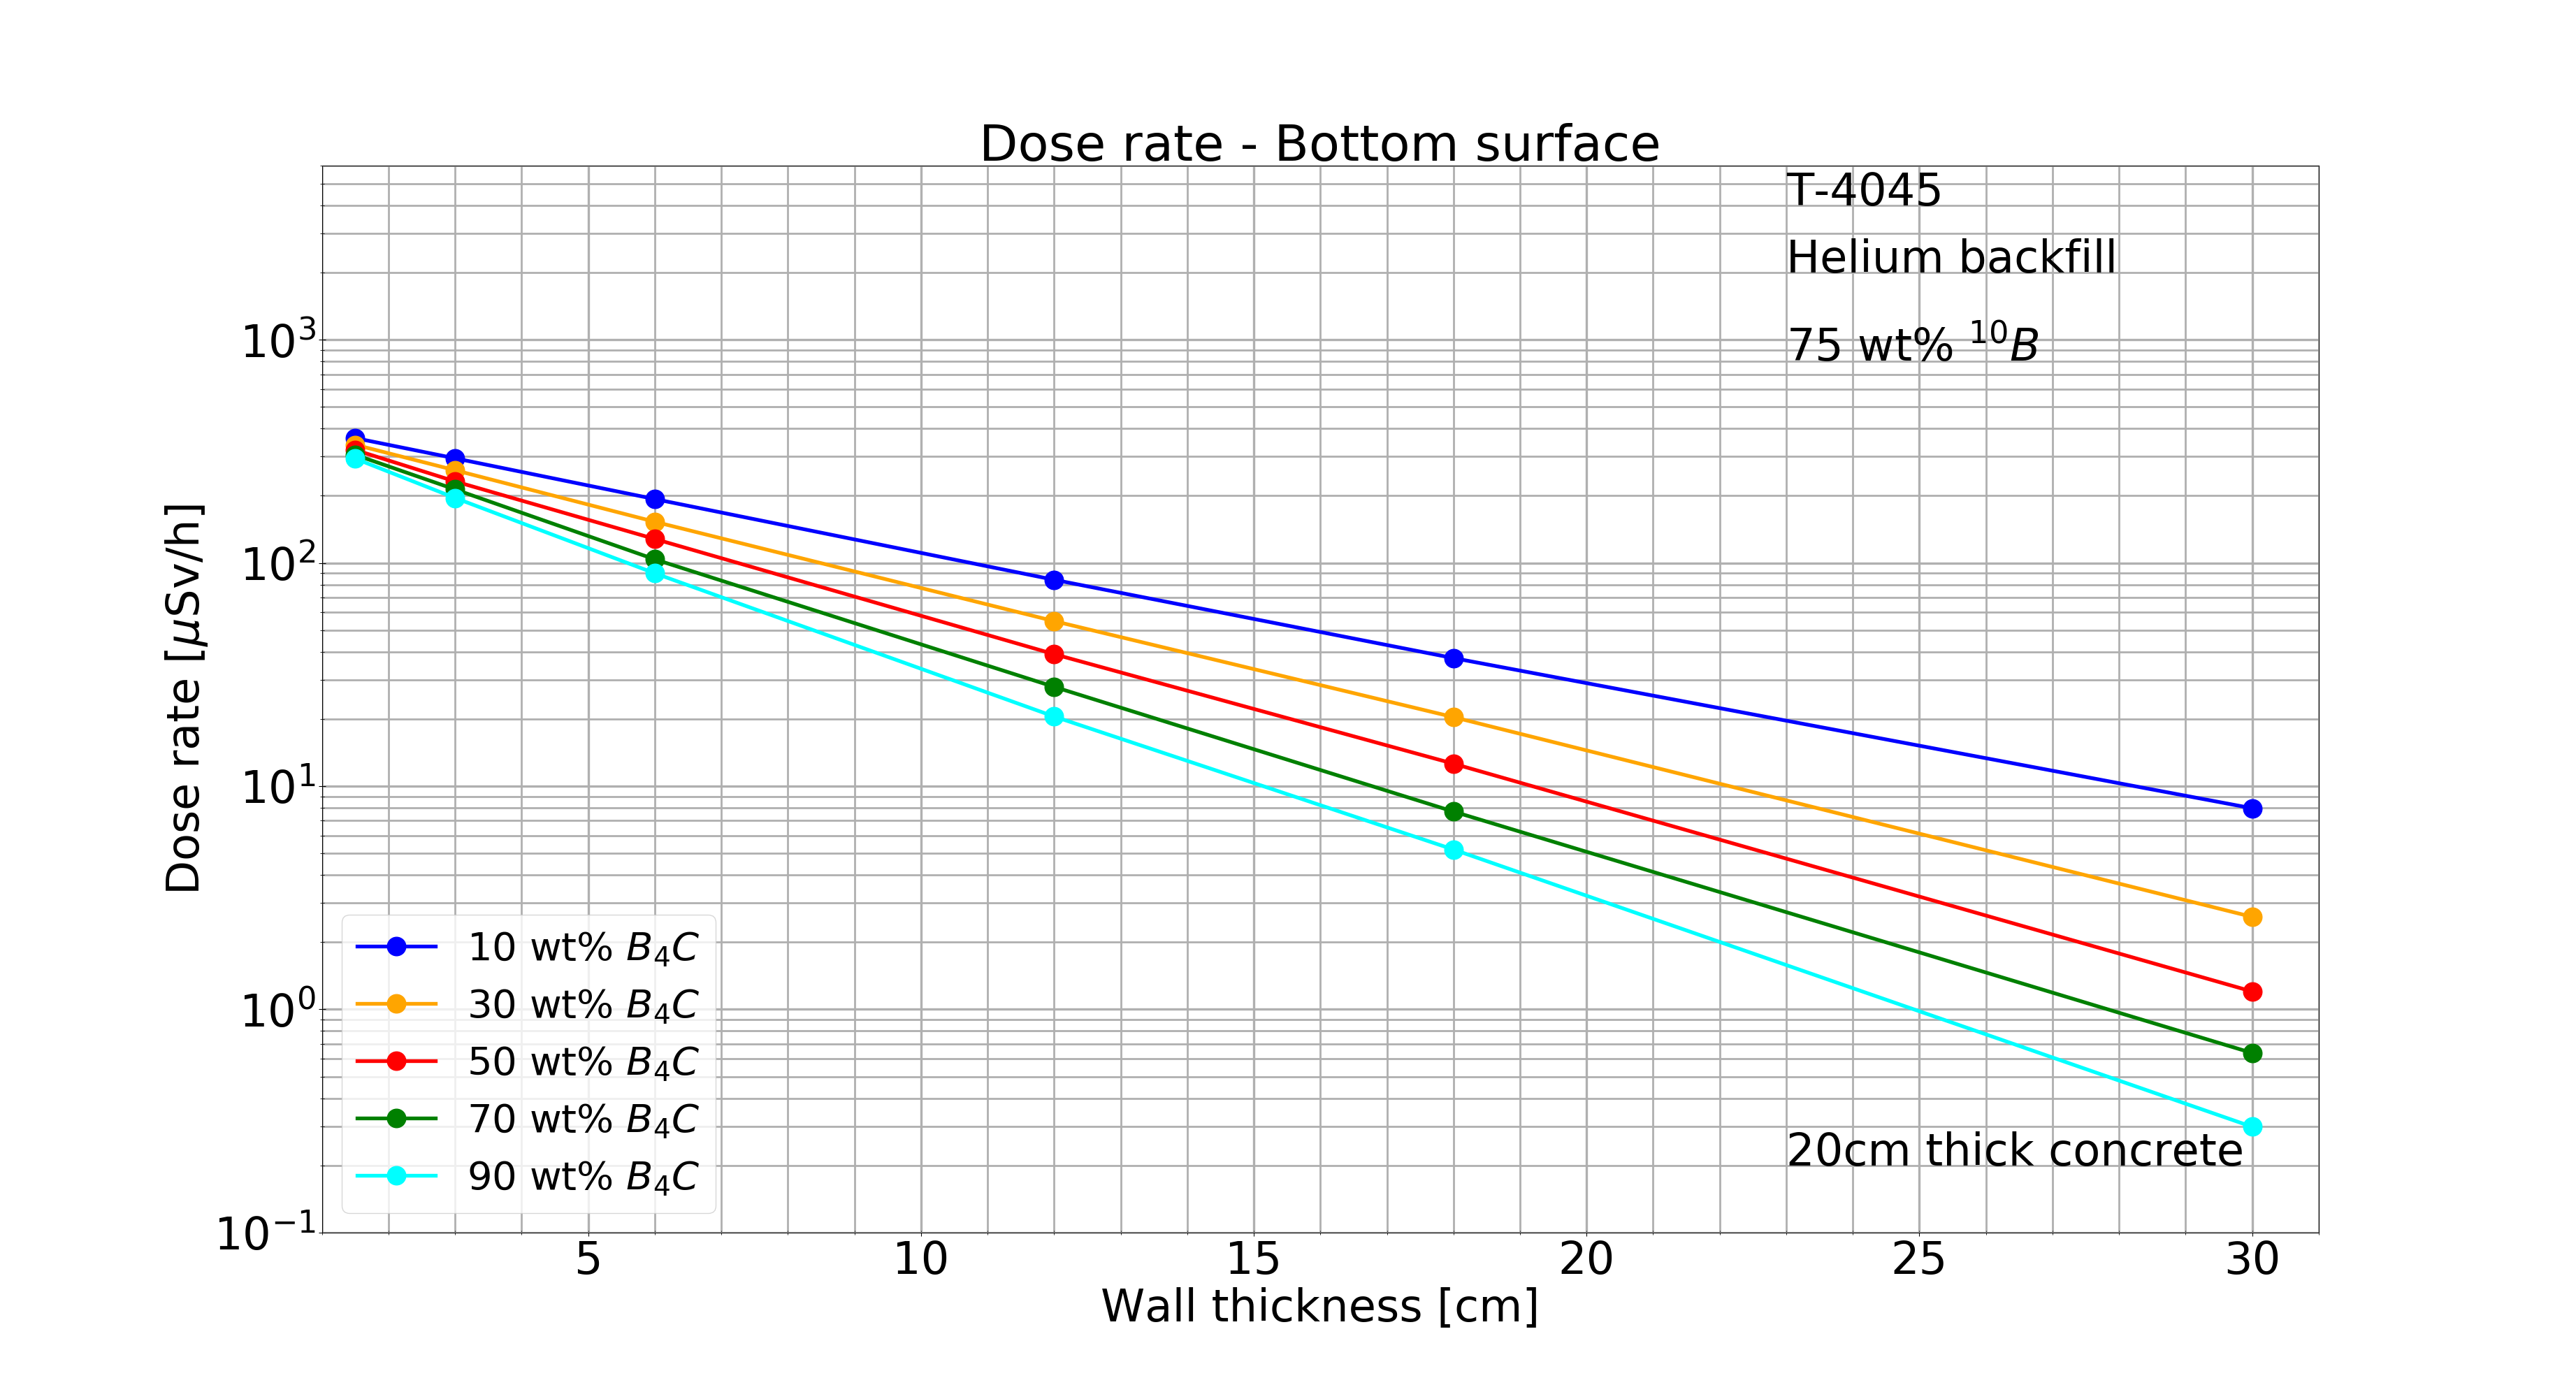 Dose rate - Bottom surface
T-4045
Helium backfill
75 wt% ¹⁰B
10³
10²
10¹
10⁰
10⁻¹
Dose rate [μSv/h]
10 wt% B₄C
30 wt% B₄C
50 wt% B₄C
70 wt% B₄C
90 wt% B₄C
20cm thick concrete
5 10 15 20 25 30
Wall thickness [cm]